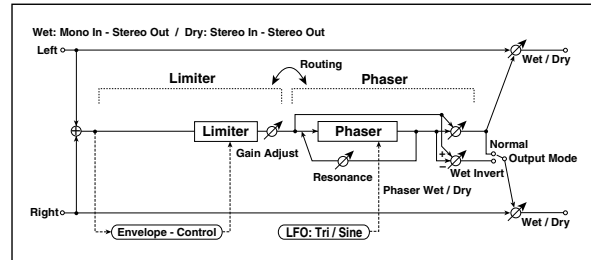 Wet: Mono In - Stereo Out / Dry: Stereo In - Stereo Out
Left
Wet / Dry
Routing
Limiter
Phaser
Limiter
Phaser
Gain Adjust
Resonance
+
−
Normal
Output Mode
Wet Invert
Phaser Wet / Dry
Right
Envelope - Control
LFO: Tri / Sine
Wet / Dry